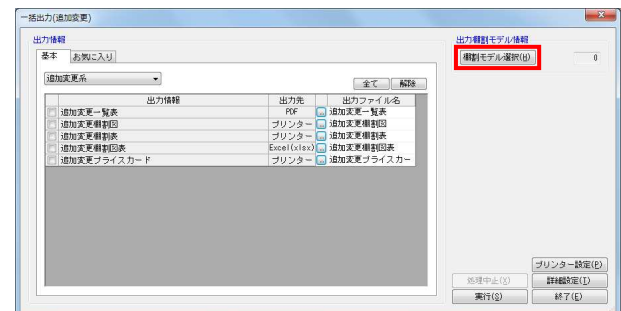 一括出力(追加変更)
出力情報
基本 お気に入り
追加変更系
全て 解除
出力情報 出力先 出力ファイル名
追加変更一覧表 PDF ... 追加変更一覧表
追加変更棚割図 プリンター ... 追加変更棚割図
追加変更棚割表 プリンター ... 追加変更棚割表
追加変更棚割図表 Excel(xlsx) ... 追加変更棚割図表
追加変更プライスカード プリンター ... 追加変更プライスカー
出力棚割モデル情報
棚割モデル選択(H) 0
プリンター設定(P)
処理中止(X) 詳細設定(I)
実行(S) 終了(E)